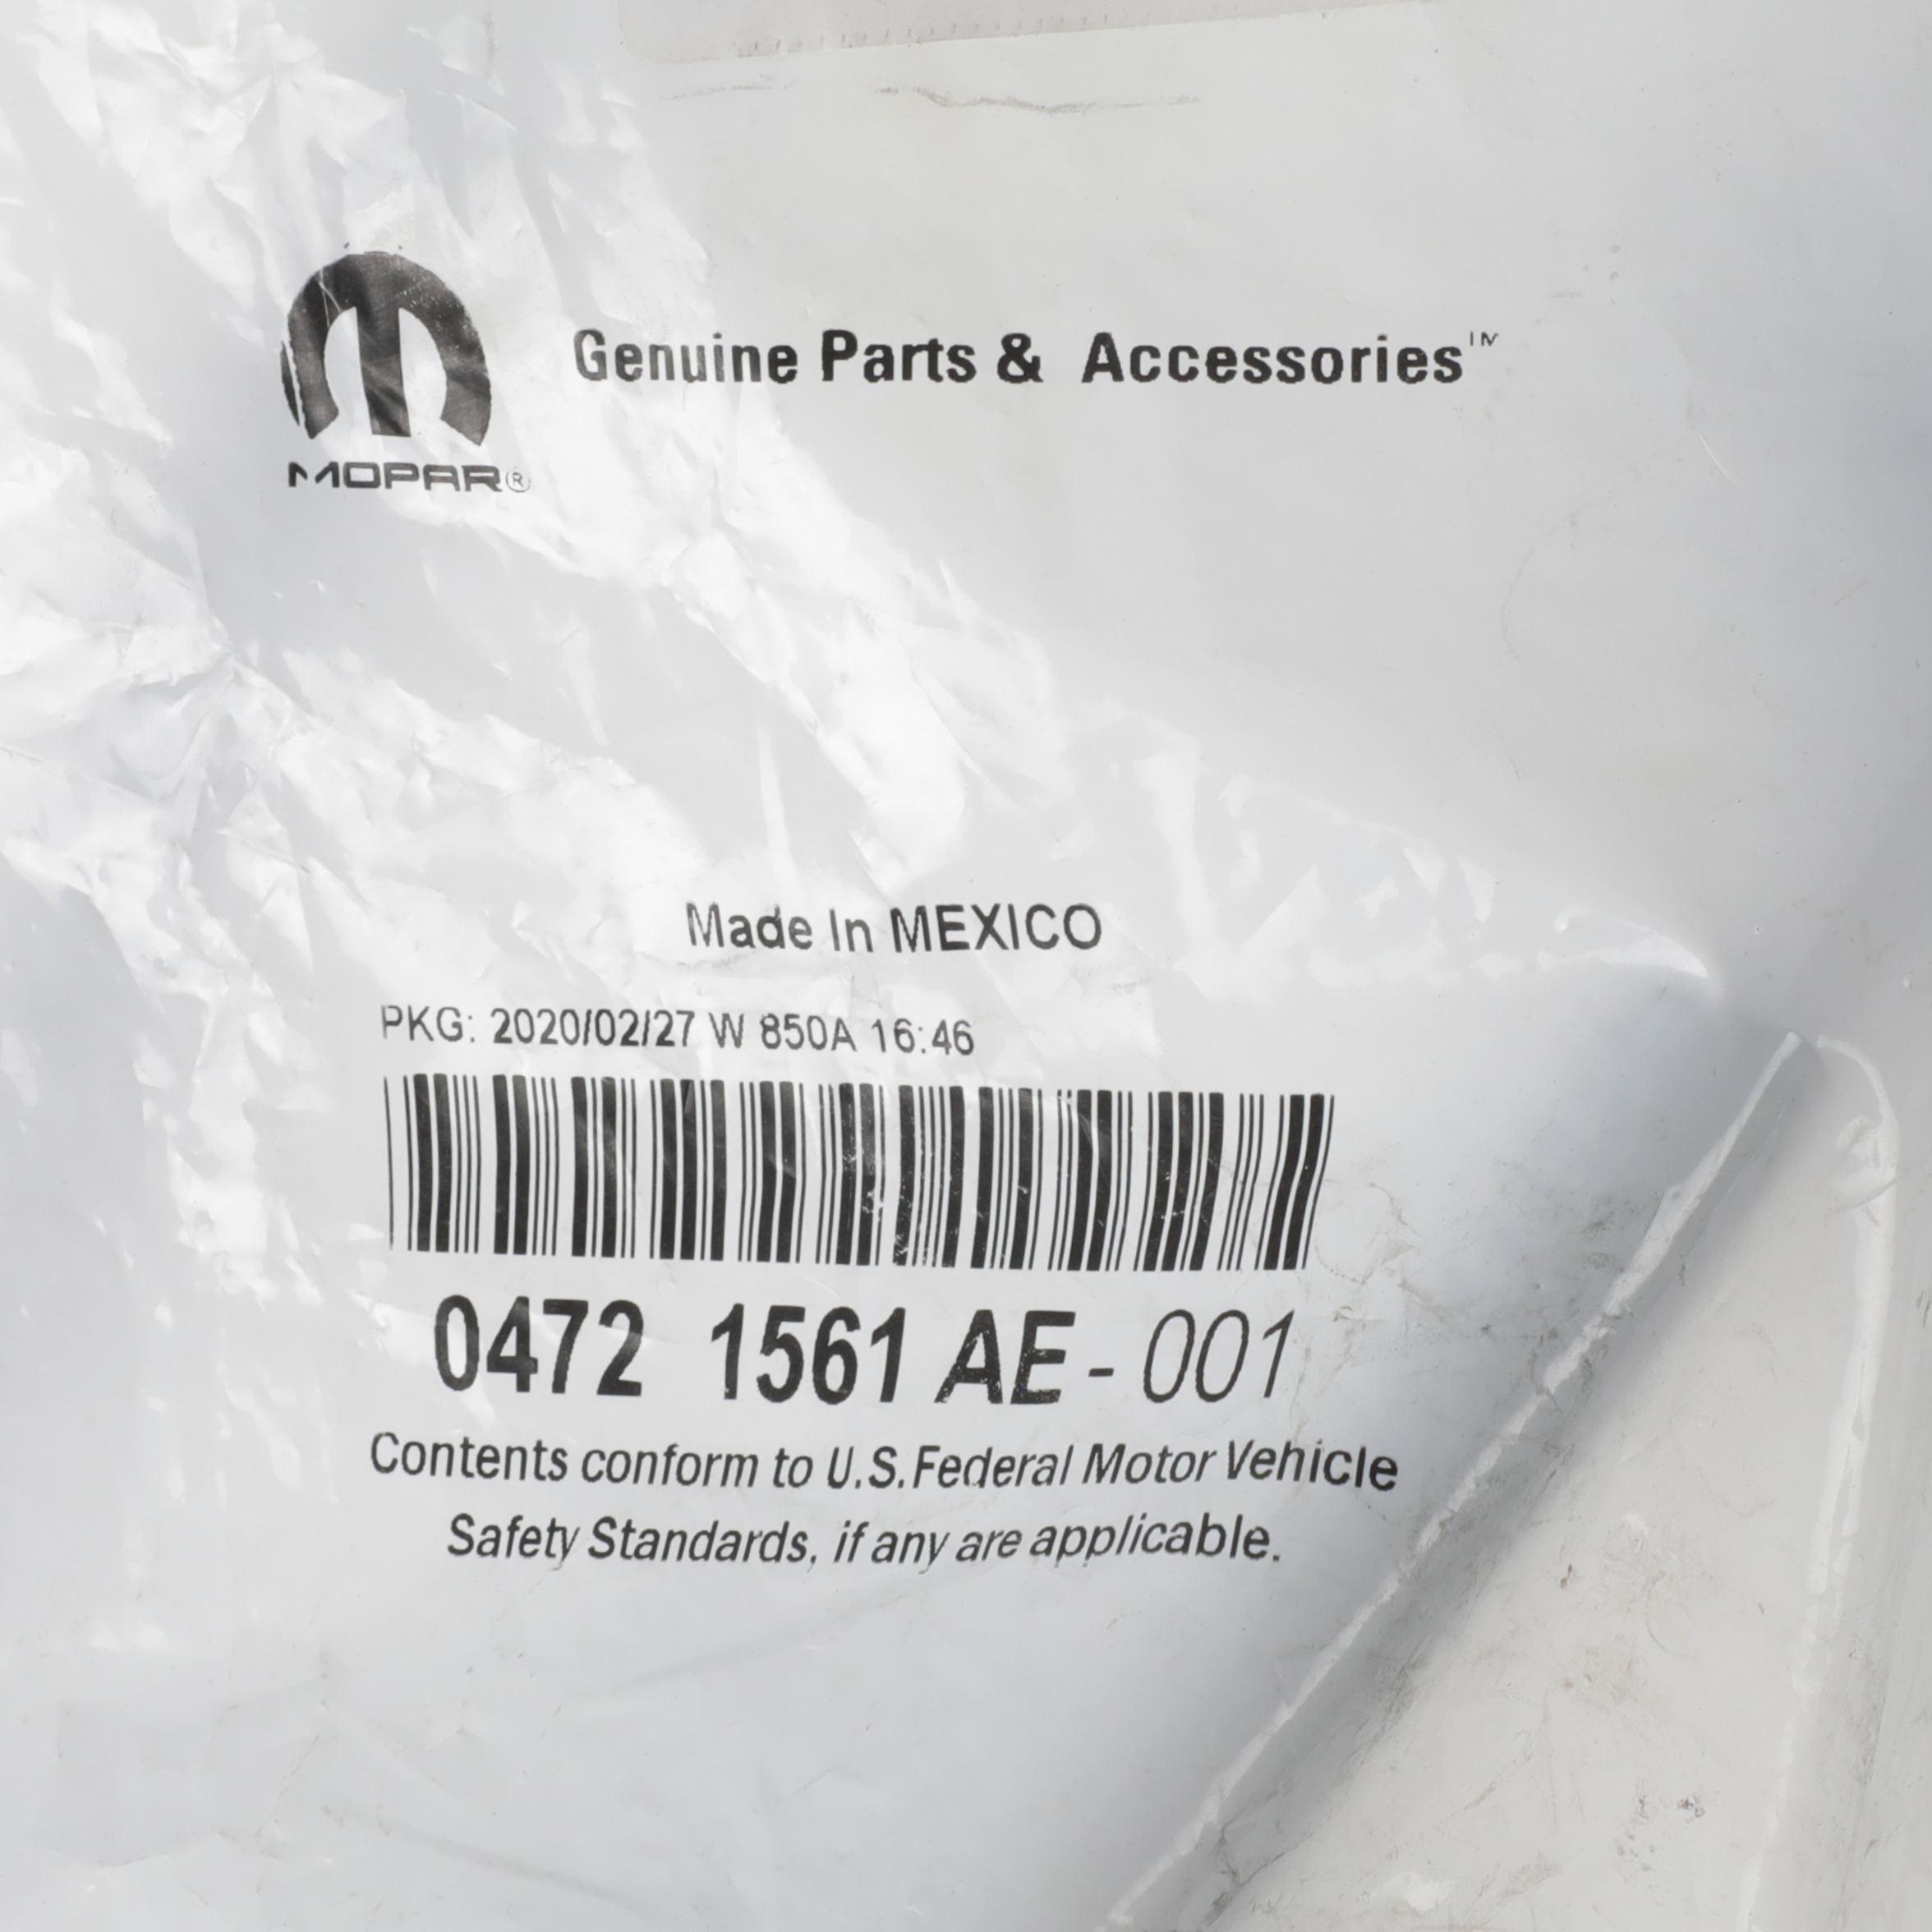 Genuine Parts & Accessories™
MOPAR®
Made In MEXICO
PKG: 2020/02/27 W 850A 16:46
0472 1561 AE - 001
Contents conform to U.S. Federal Motor Vehicle
Safety Standards, if any are applicable.